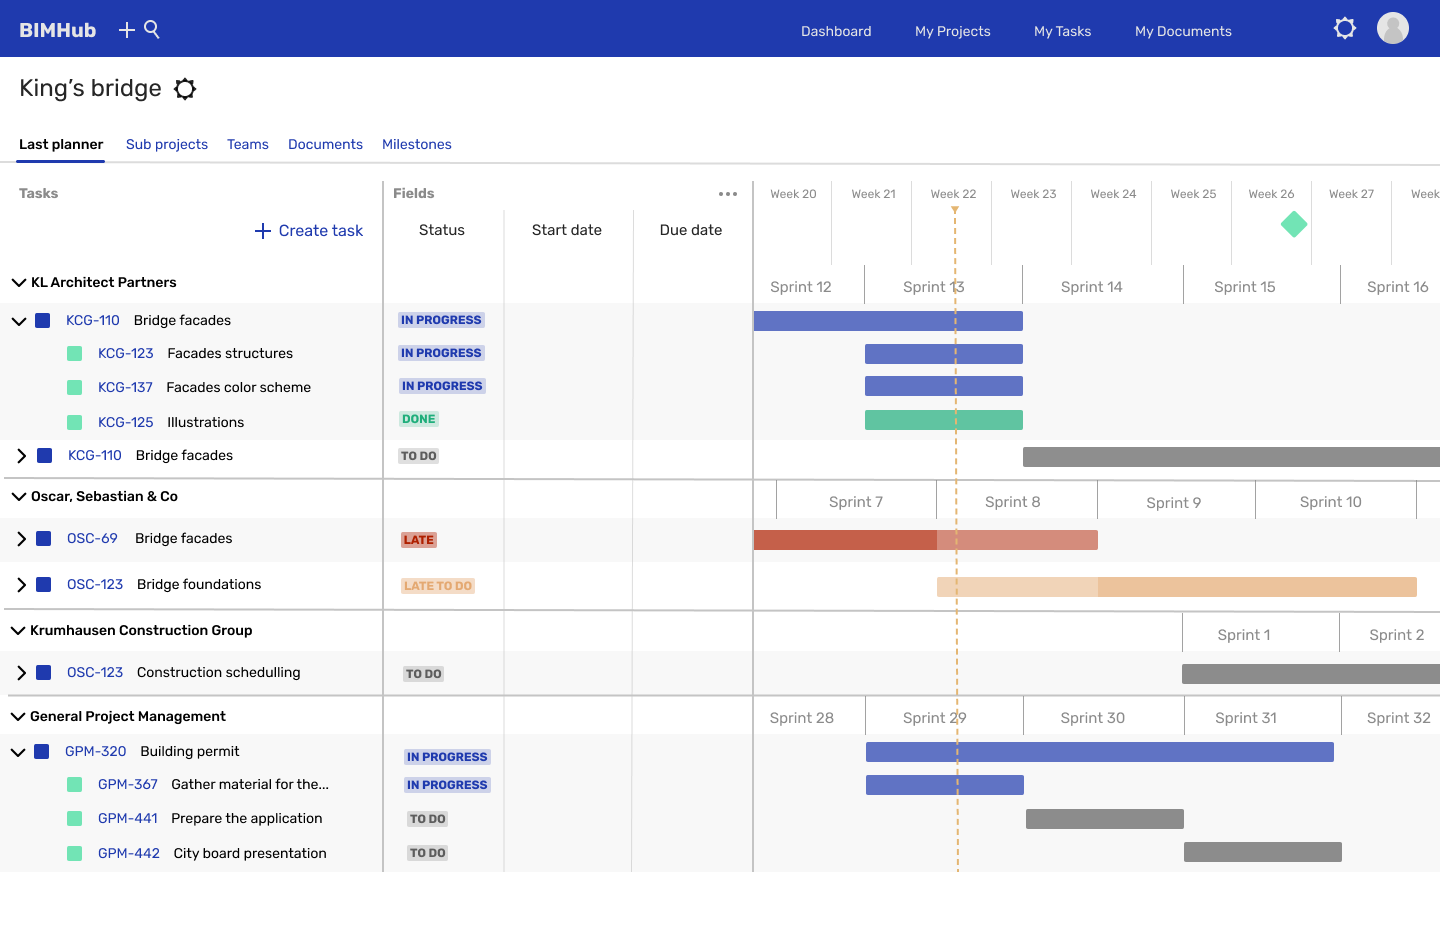 BIMHub
Dashboard My Projects My Tasks My Documents
King's bridge
Last planner Sub projects Teams Documents Milestones
Tasks Fields Week 20 Week 21 Week 22 Week 23 Week 24 Week 25 Week 26 Week 27 Week
Create task Status Start date Due date
KL Architect Partners Sprint 12 Sprint 13 Sprint 14 Sprint 15 Sprint 16
KCG-110 Bridge facades IN PROGRESS
KCG-123 Facades structures IN PROGRESS
KCG-137 Facades color scheme IN PROGRESS
KCG-125 Illustrations DONE
KCG-110 Bridge facades TO DO
Oscar, Sebastian & Co Sprint 7 Sprint 8 Sprint 9 Sprint 10
OSC-69 Bridge facades LATE
OSC-123 Bridge foundations LATE TO DO
Krumhausen Construction Group Sprint 1 Sprint 2
OSC-123 Construction schedulling TO DO
General Project Management Sprint 28 Sprint 29 Sprint 30 Sprint 31 Sprint 32
GPM-320 Building permit IN PROGRESS
GPM-367 Gather material for the... IN PROGRESS
GPM-441 Prepare the application TO DO
GPM-442 City board presentation TO DO